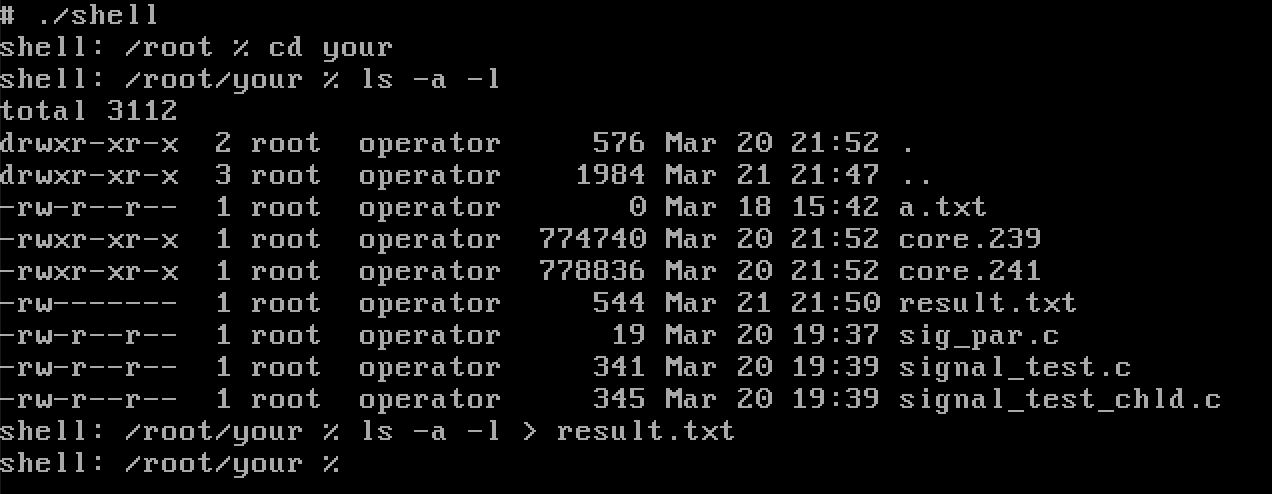 # ./shell
shell: /root % cd your
shell: /root/your % ls -a -l
total 3112
drwxr-xr-x  2 root  operator     576 Mar 20 21:52 .
drwxr-xr-x  3 root  operator    1984 Mar 21 21:47 ..
-rw-r--r--  1 root  operator       0 Mar 18 15:42 a.txt
-rwxr-xr-x  1 root  operator  774740 Mar 20 21:52 core.239
-rwxr-xr-x  1 root  operator  778836 Mar 20 21:52 core.241
-rw-------  1 root  operator     544 Mar 21 21:50 result.txt
-rw-r--r--  1 root  operator      19 Mar 20 19:37 sig_par.c
-rw-r--r--  1 root  operator     341 Mar 20 19:39 signal_test.c
-rw-r--r--  1 root  operator     345 Mar 20 19:39 signal_test_chld.c
shell: /root/your % ls -a -l > result.txt
shell: /root/your %